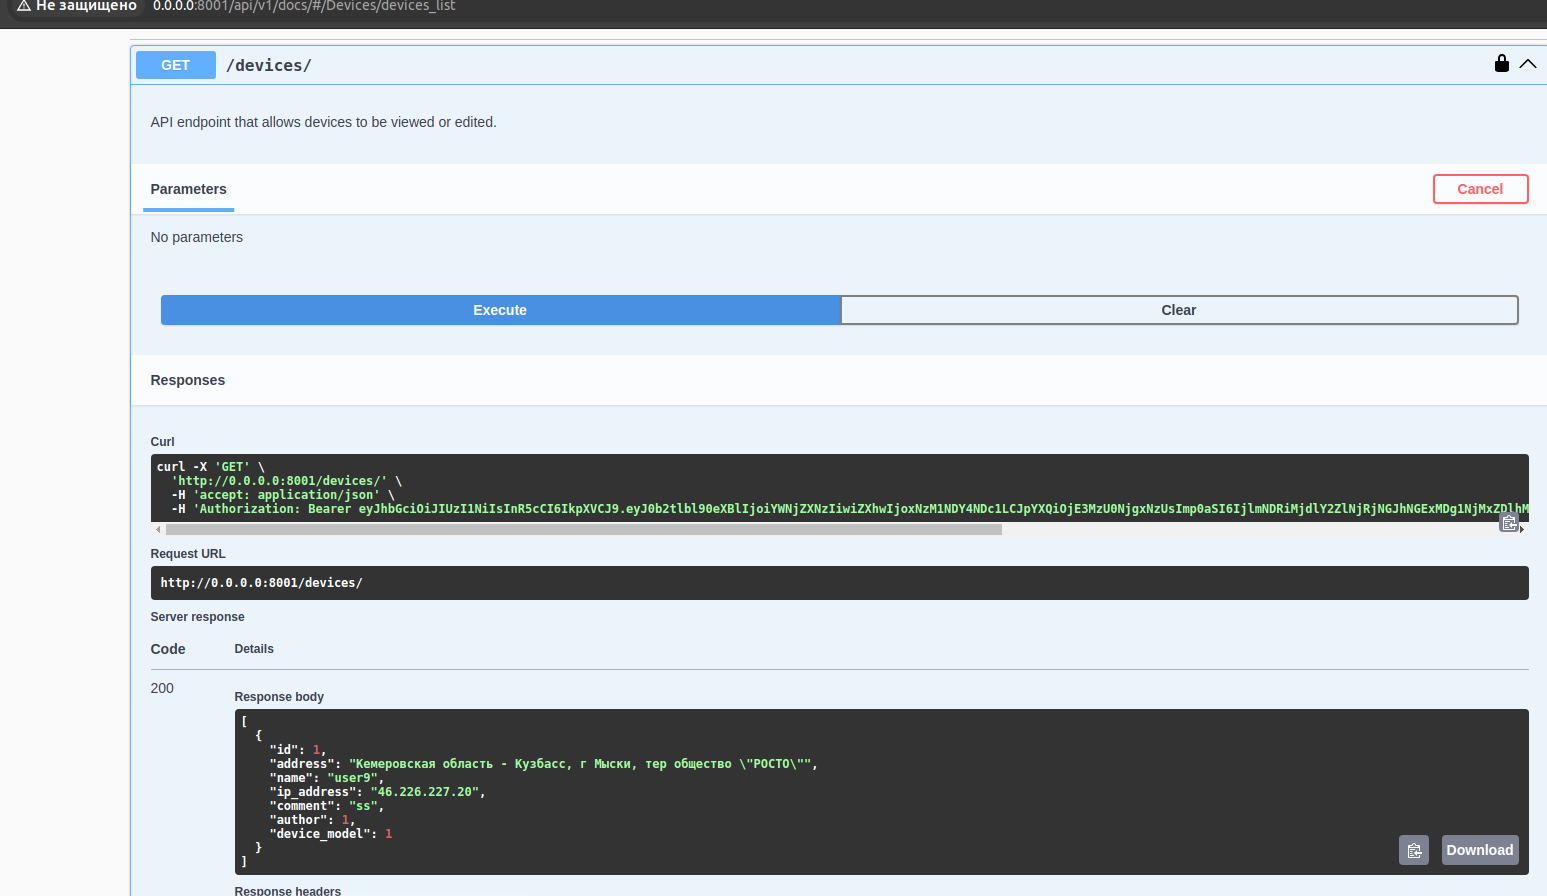 Не защищено 0.0.0.0:8001/api/v1/docs/#/Devices/devices_list
GET /devices/
API endpoint that allows devices to be viewed or edited.
Parameters
Cancel
No parameters
Execute
Clear
Responses
Curl
curl -X 'GET' \
'http://0.0.0.0:8001/devices/' \
-H 'accept: application/json' \
-H 'Authorization: Bearer
Request URL
http://0.0.0.0:8001/devices/
Server response
Code Details
200
Response body
[
{
"id": 1,
"address": "Кемеровская область - Кузбасс, г Мыски, тер общество \"РОСТО\"",
"name": "user9",
"ip_address": "46.226.227.20",
"comment": "ss",
"author": 1,
"device_model": 1
}
]
Download
Response headers